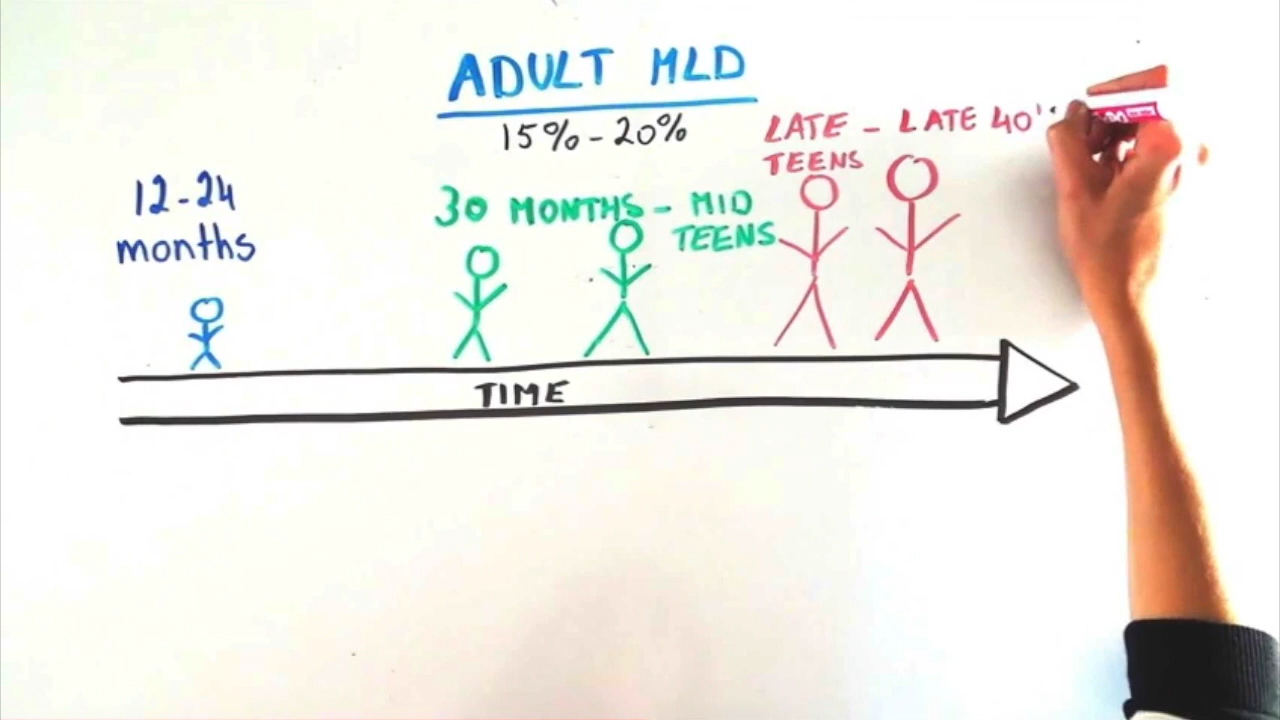 ADULT MLD
15%-20%
12-24
months
30 MONTHS - MID
TEENS
LATE - LATE 40'
TEENS
TIME